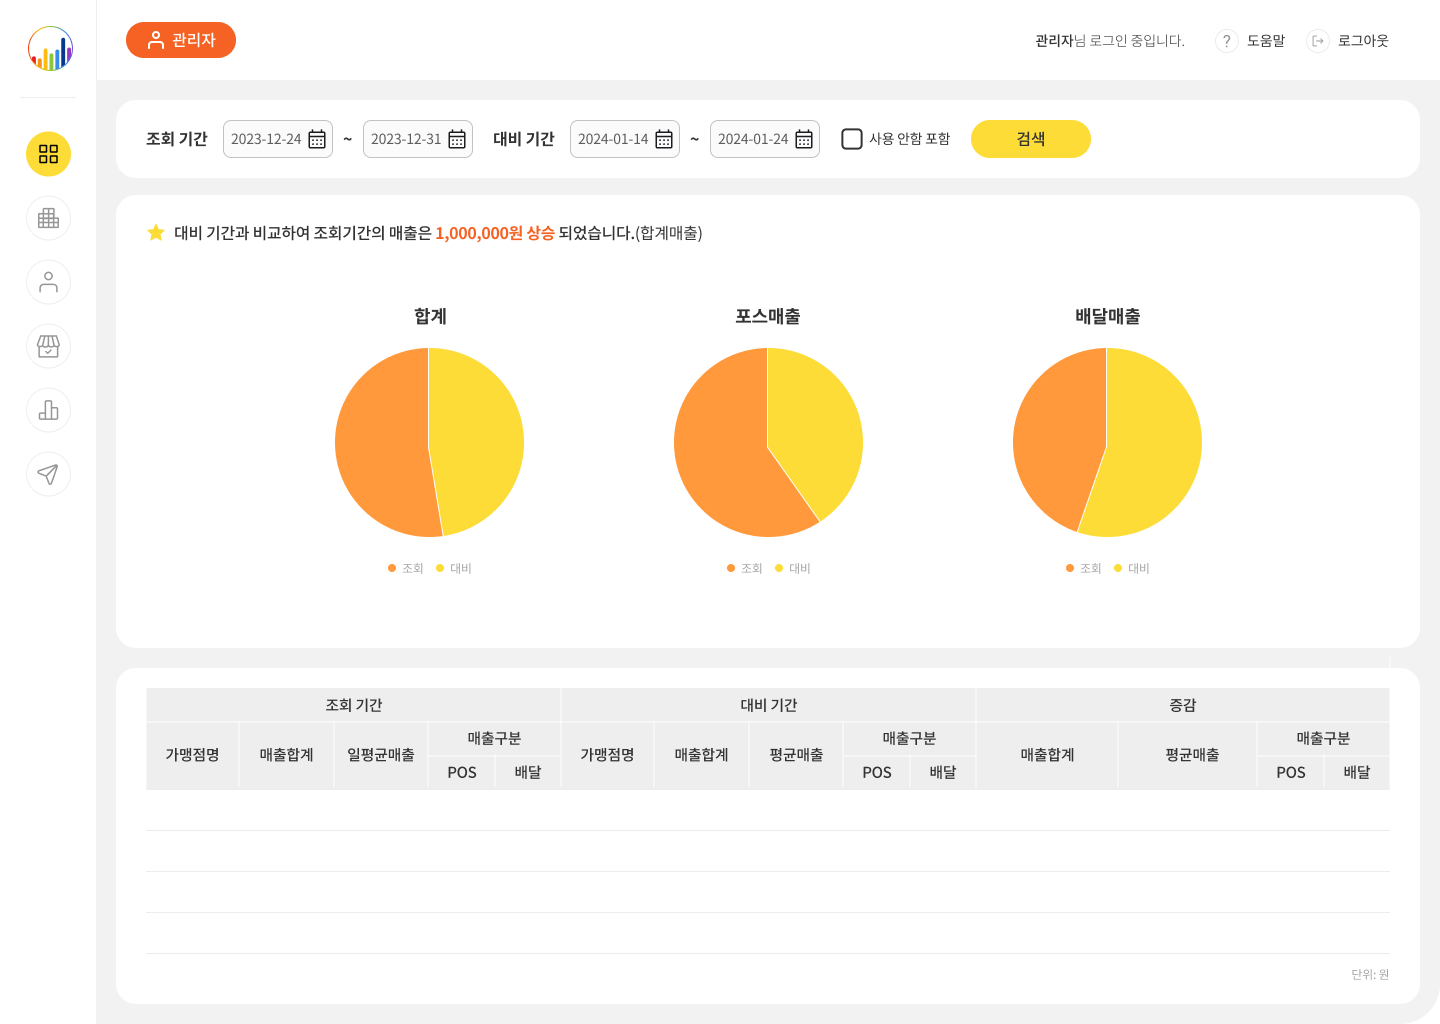 관리자
관리자님 로그인 중입니다.
? 도움말
로그아웃
조회 기간 2023-12-24 ~ 2023-12-31 대비 기간 2024-01-14 ~ 2024-01-24 사용 안함 포함 검색
대비 기간과 비교하여 조회기간의 매출은 1,000,000원 상승 되었습니다.(합계매출)
합계 포스매출 배달매출
조회 대비 조회 대비 조회 대비
조회 기간 대비 기간 증감
가맹점명 매출합계 일평균매출 매출구분 가맹점명 매출합계 평균매출 매출구분 매출합계 평균매출 매출구분
POS 배달 POS 배달 POS 배달
단위: 원